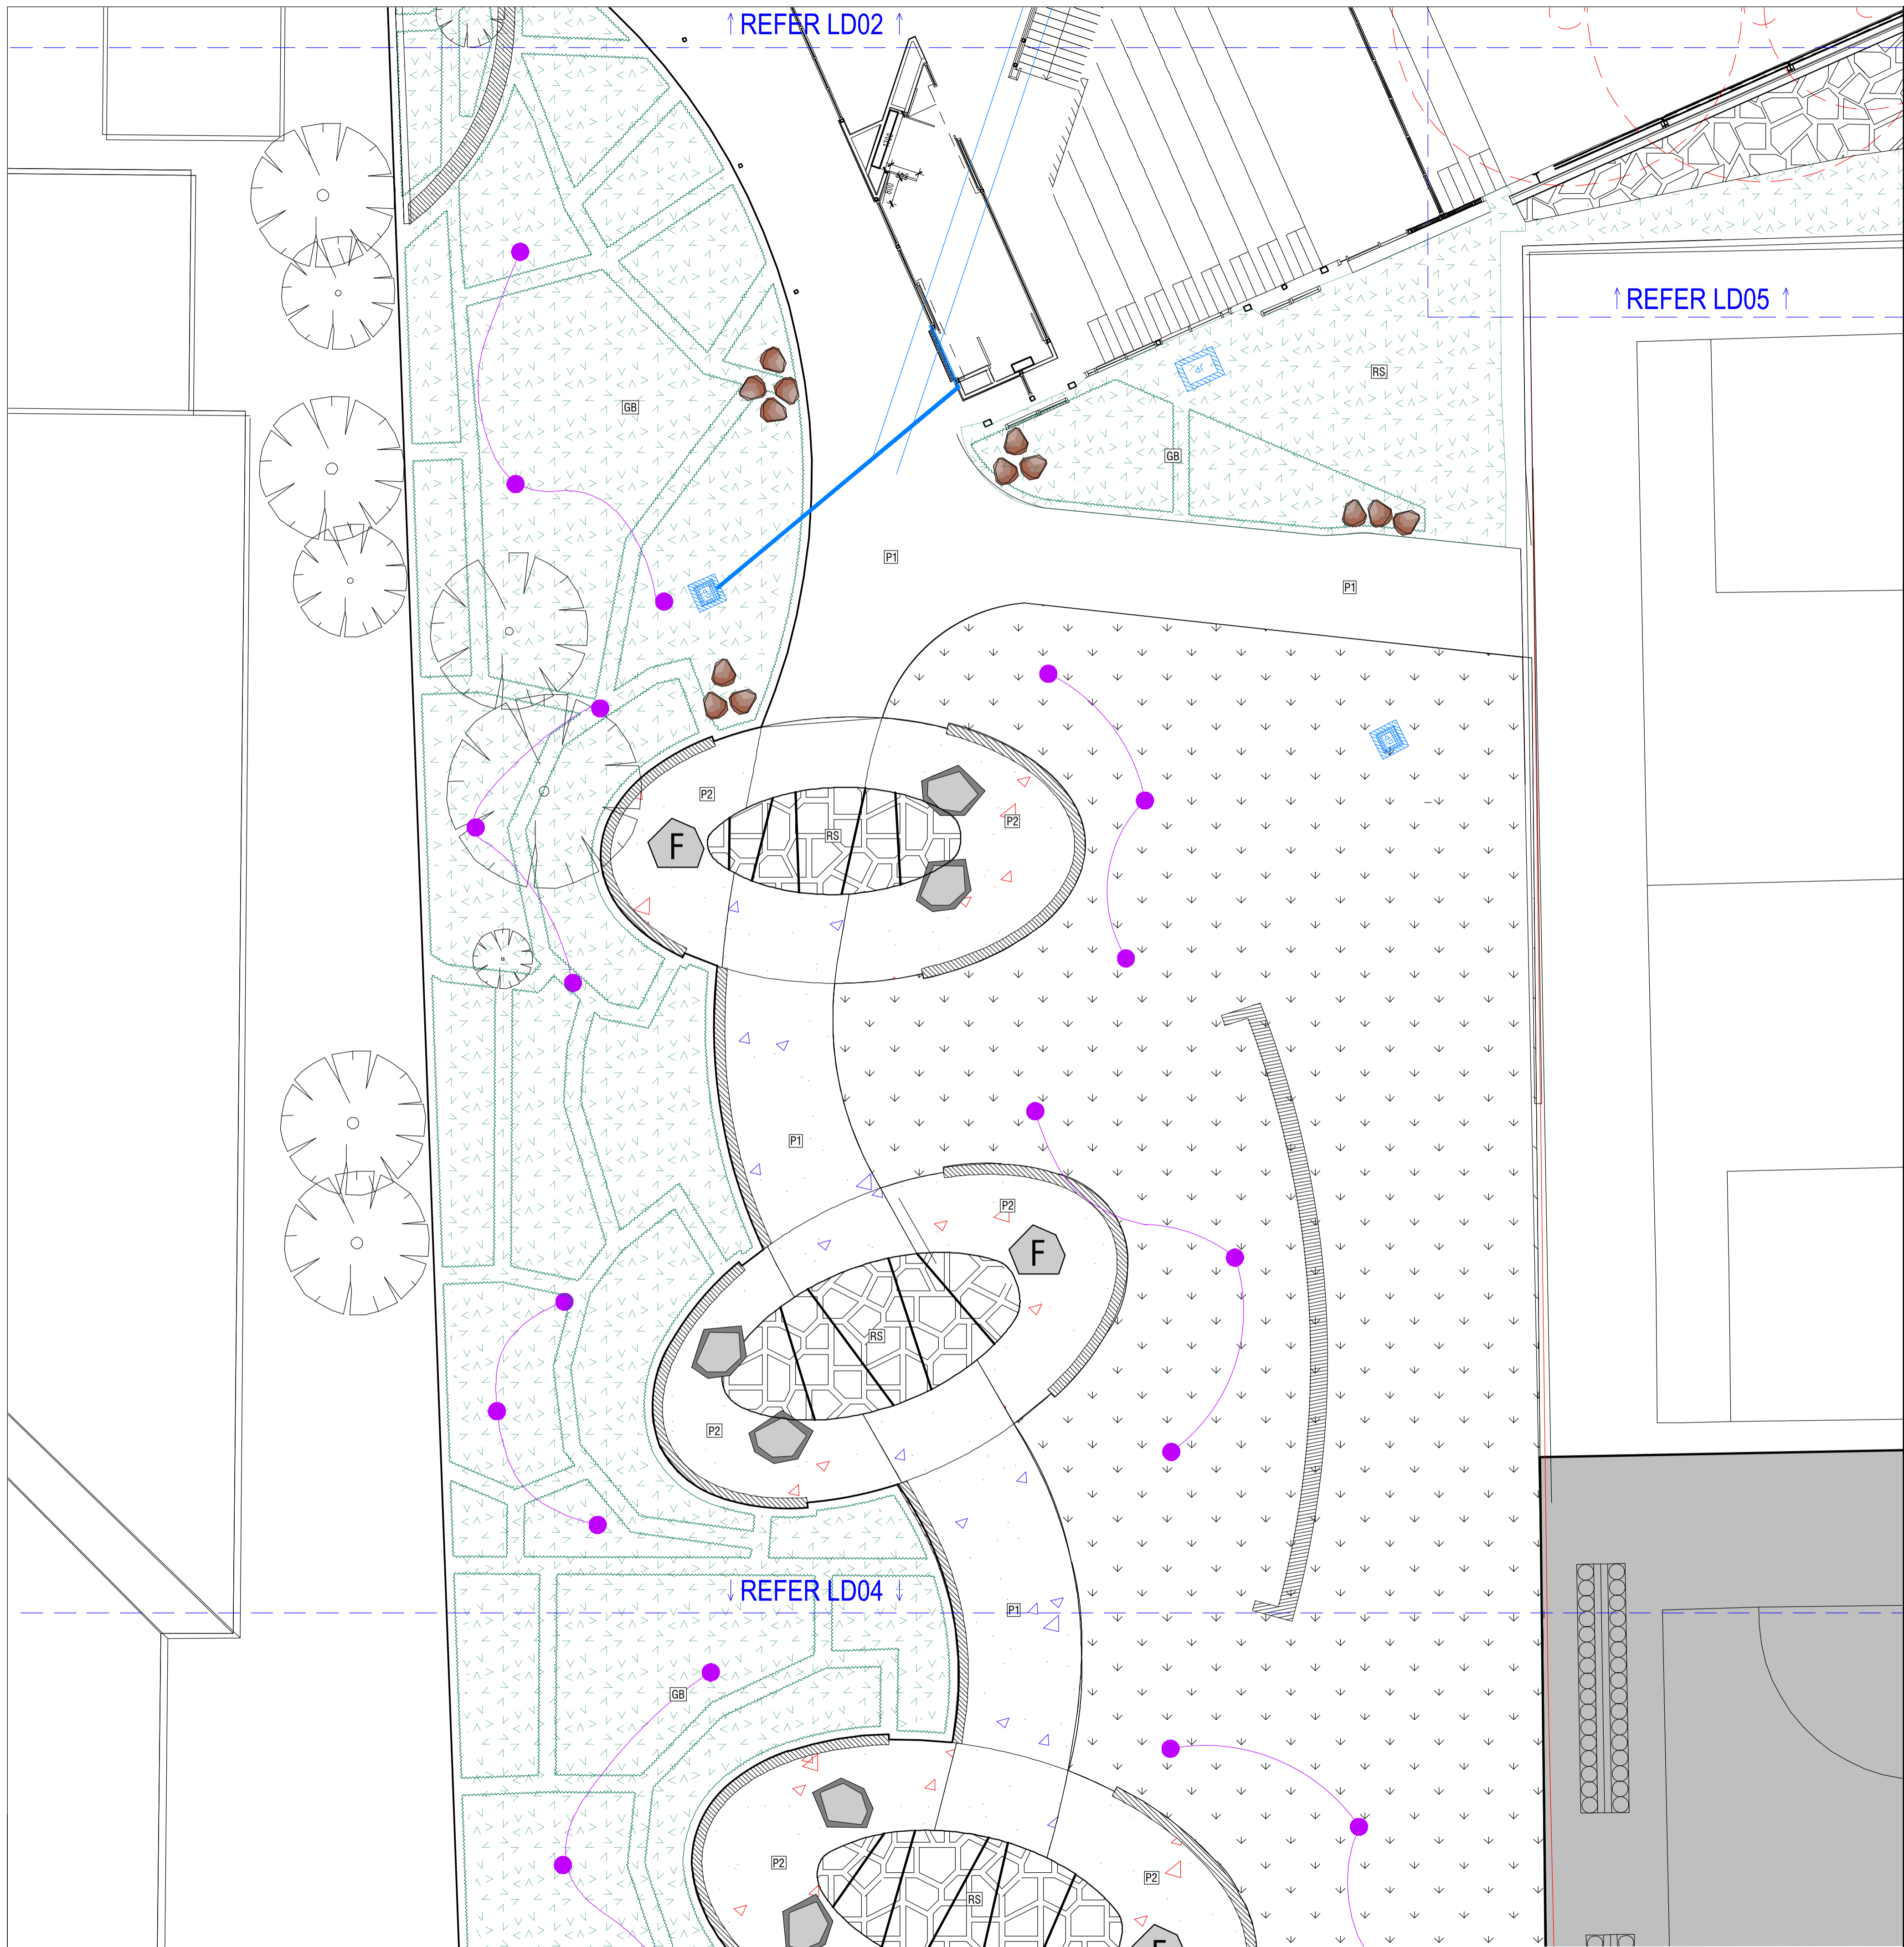 ↑ REFER LD02 ↑
↑ REFER LD05 ↑
RS
GB
GB
P1
P1
P2
P2
RS
F
P1
P2
F
RS
P2
↓ REFER LD04 ↓
P1
GB
P2
P2
RS
F